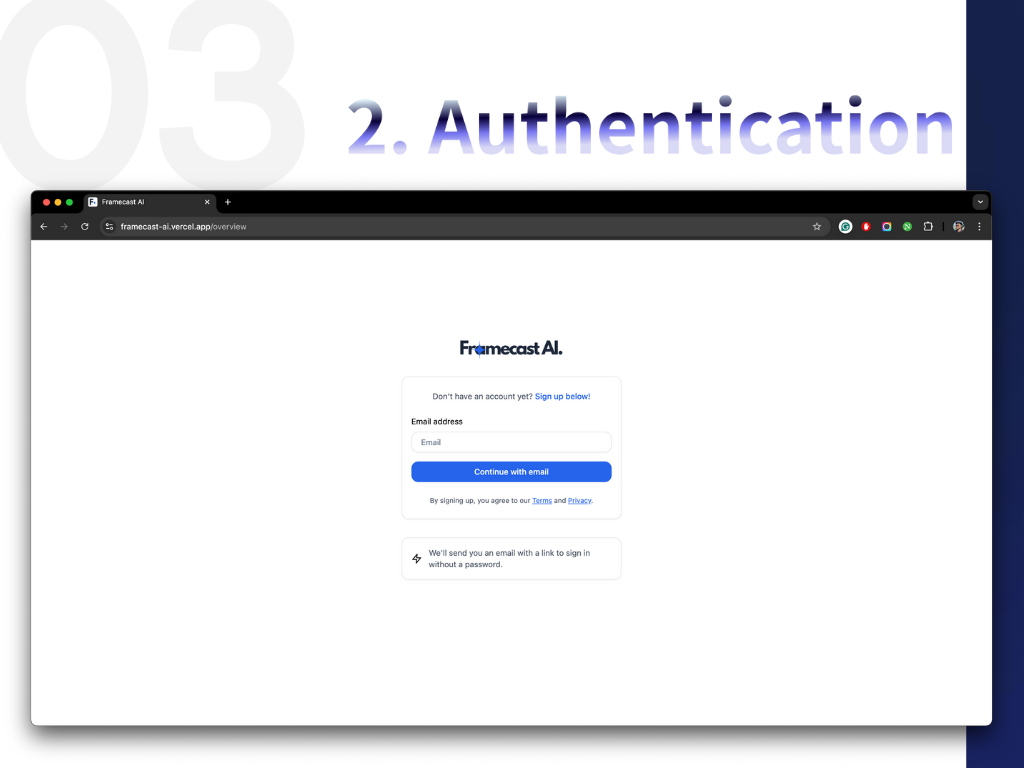 03
2. Authentication
Framecast AI
framecast-ai.vercel.app/overview
Framecast AI.
Don't have an account yet? Sign up below!
Email address
Email
Continue with email
By signing up, you agree to our Terms and Privacy.
We'll send you an email with a link to sign in
without a password.